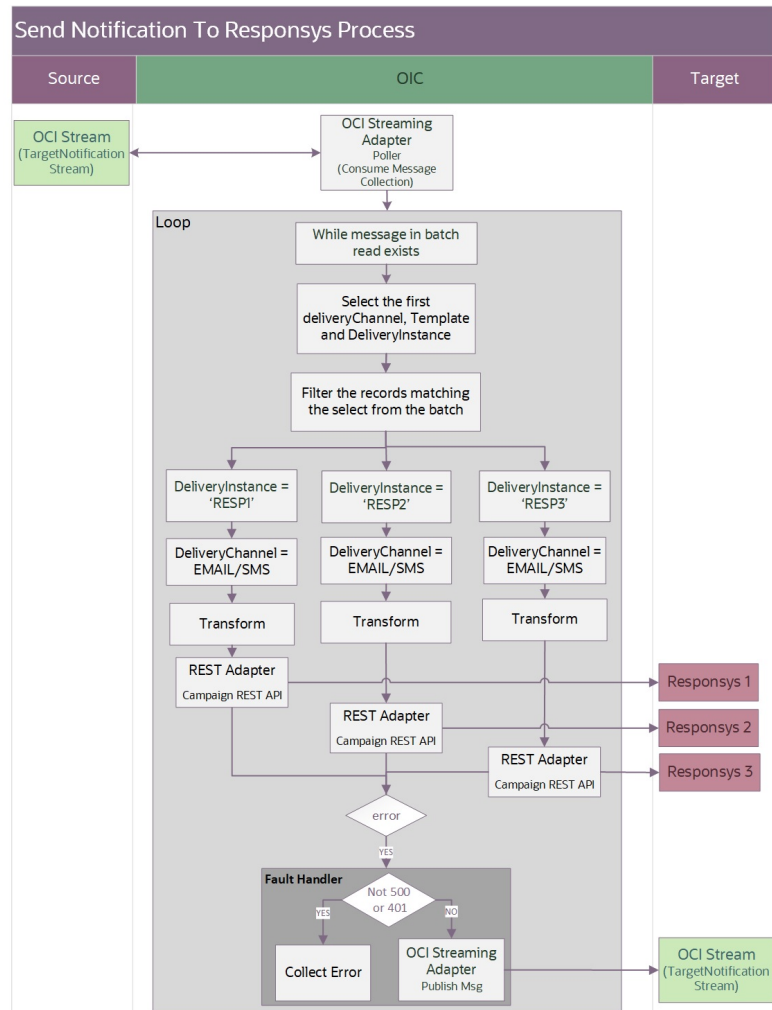 Send Notification To Responsys Process
Source
OIC
Target
OCI Stream
(TargetNotification
Stream)
OCI Streaming
Adapter
Poller
(Consume Message
Collection)
Loop
While message in batch
read exists
Select the first
deliveryChannel, Template
and DeliveryInstance
Filter the records matching
the select from the batch
DeliveryInstance =
‘RESP1’
DeliveryInstance =
‘RESP2’
DeliveryInstance =
‘RESP3’
DeliveryChannel =
EMAIL/SMS
DeliveryChannel =
EMAIL/SMS
DeliveryChannel =
EMAIL/SMS
Transform
Transform
Transform
REST Adapter
Campaign REST API
Responsys 1
REST Adapter
Campaign REST API
Responsys 2
REST Adapter
Campaign REST API
Responsys 3
error
YES
Fault Handler
Not 500
or 401
YES
NO
Collect Error
OCI Streaming
Adapter
Publish Msg
OCI Stream
(TargetNotification
Stream)